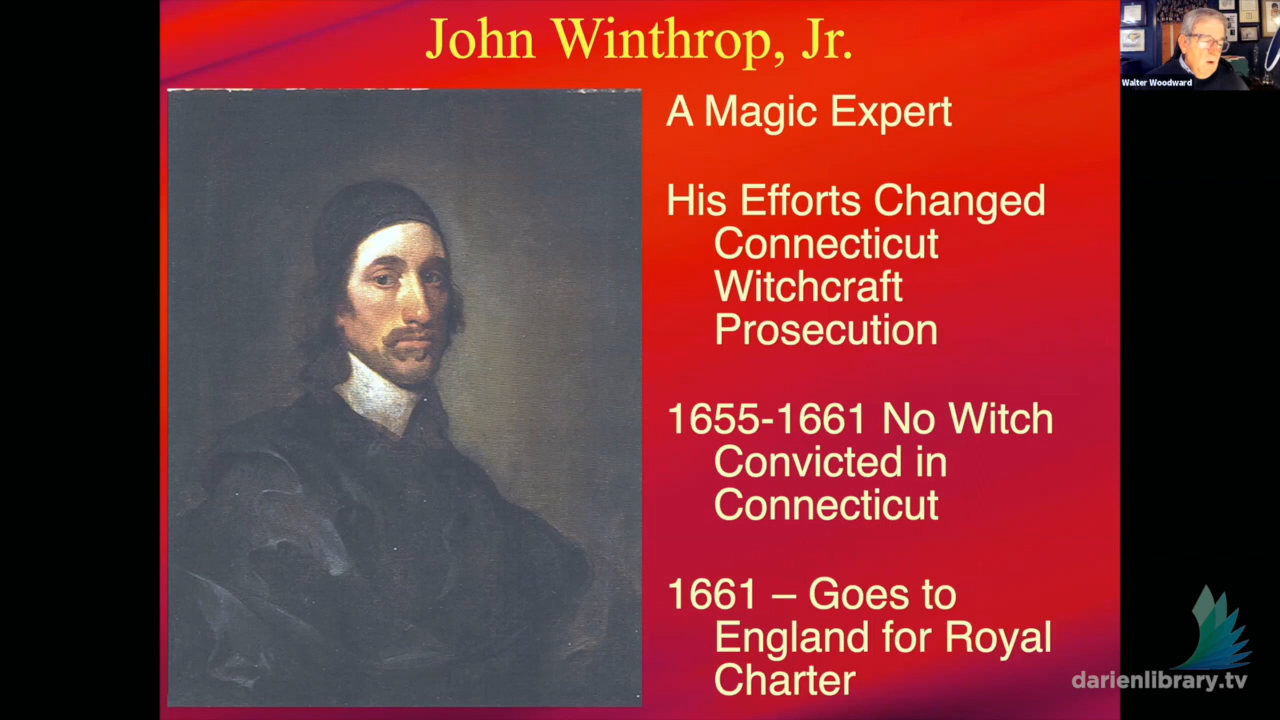 John Winthrop, Jr.
A Magic Expert
His Efforts Changed
Connecticut
Witchcraft
Prosecution
1655-1661 No Witch
Convicted in
Connecticut
1661 – Goes to
England for Royal
Charter
Walter Woodward
darienlibrary.tv